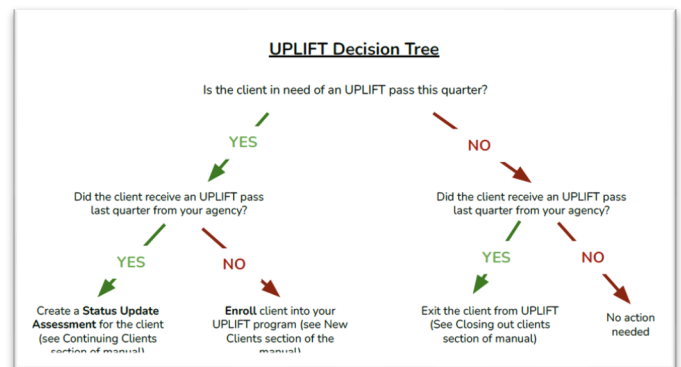 UPLIFT Decision Tree
Is the client in need of an UPLIFT pass this quarter?
YES
NO
Did the client receive an UPLIFT pass
last quarter from your agency?
Did the client receive an UPLIFT pass
last quarter from your agency?
YES
NO
YES
NO
Create a Status Update
Assessment for the client
(see Continuing Clients
section of manual)
Enroll client into your
UPLIFT program (see New
Clients section of the
manual)
Exit the client from UPLIFT
(See Closing out clients
section of manual)
No action
needed